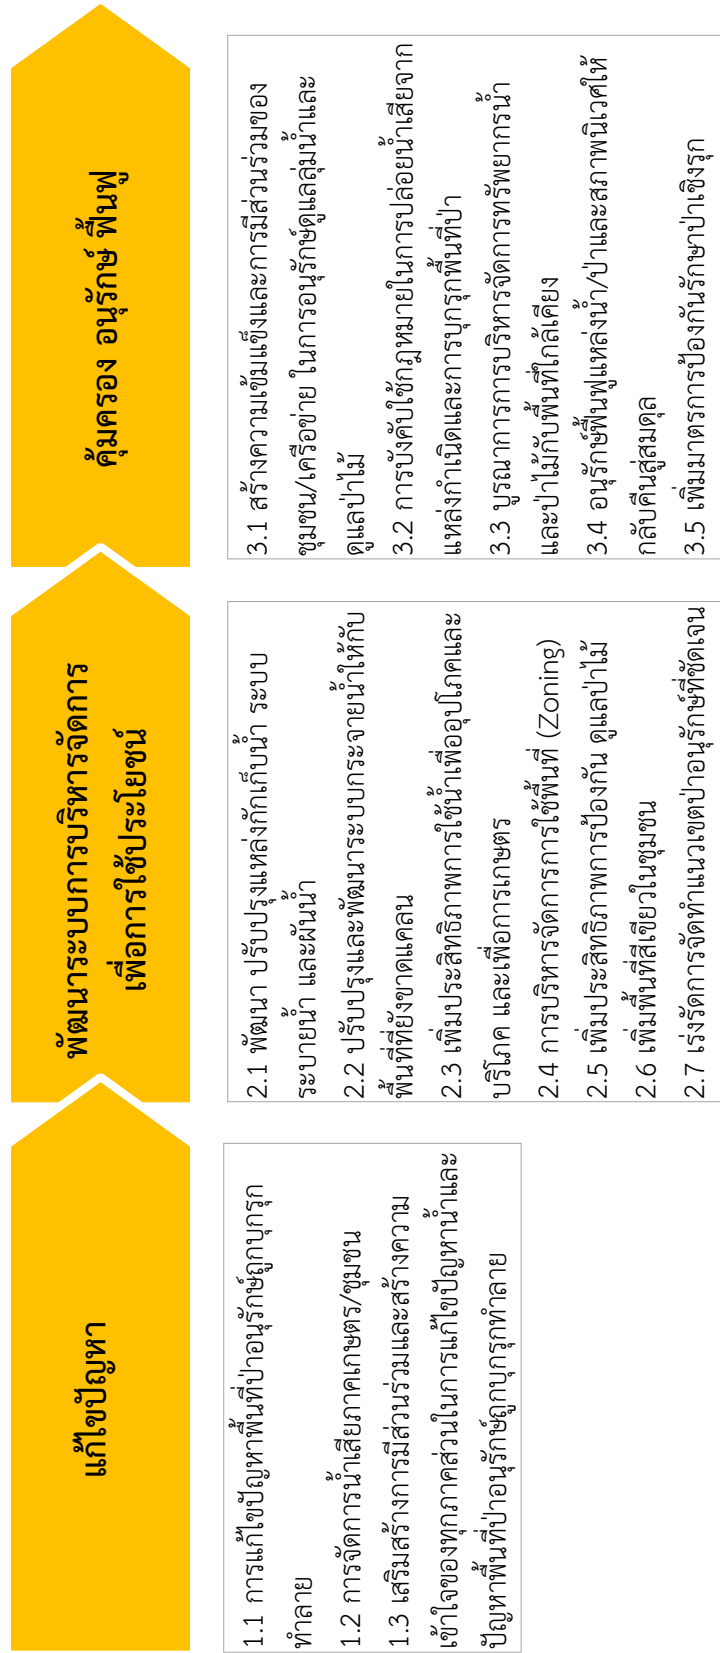 แก้ไขปัญหา
1.1 การแก้ไขปัญหาพื้นที่ป่าอนุรักษ์ถูกบุกรุก
ทำลาย
1.2 การจัดการน้ำเสียภาคเกษตร/ชุมชน
1.3 เสริมสร้างการมีส่วนร่วมและสร้างความ
เข้าใจของทุกภาคส่วนในการแก้ไขปัญหาน้ำและ
ปัญหาพื้นที่ป่าอนุรักษ์ถูกบุกรุกทำลาย
พัฒนาระบบการบริหารจัดการ
เพื่อการใช้ประโยชน์
2.1 พัฒนา ปรับปรุงแหล่งกักเก็บน้ำ ระบบ
ระบายน้ำ และผันน้ำ
2.2 ปรับปรุงและพัฒนาระบบกระจายน้ำให้กับ
พื้นที่ที่ยังขาดแคลน
2.3 เพิ่มประสิทธิภาพการใช้น้ำเพื่ออุปโภคและ
บริโภค และเพื่อการเกษตร
2.4 การบริหารจัดการการใช้พื้นที่ (Zoning)
2.5 เพิ่มประสิทธิภาพการป้องกัน ดูแลป่าไม้
2.6 เพิ่มพื้นที่สีเขียวในชุมชน
2.7 เร่งรัดการจัดทำแนวเขตป่าอนุรักษ์ที่ชัดเจน
คุ้มครอง อนุรักษ์ ฟื้นฟู
3.1 สร้างความเข้มแข็งและการมีส่วนร่วมของ
ชุมชน/เครือข่าย ในการอนุรักษ์ดูแลลุ่มน้ำและ
ดูแลป่าไม้
3.2 การบังคับใช้กฎหมายในการปล่อยน้ำเสียจาก
แหล่งกำเนิดและการบุกรุกพื้นที่ป่า
3.3 บูรณาการการบริหารจัดการทรัพยากรน้ำ
และป่าไม้กับพื้นที่ใกล้เคียง
3.4 อนุรักษ์ฟื้นฟูแหล่งน้ำ/ป่าและสภาพนิเวศให้
กลับคืนสู่สมดุล
3.5 เพิ่มมาตรการป้องกันรักษาป่าเชิงรุก